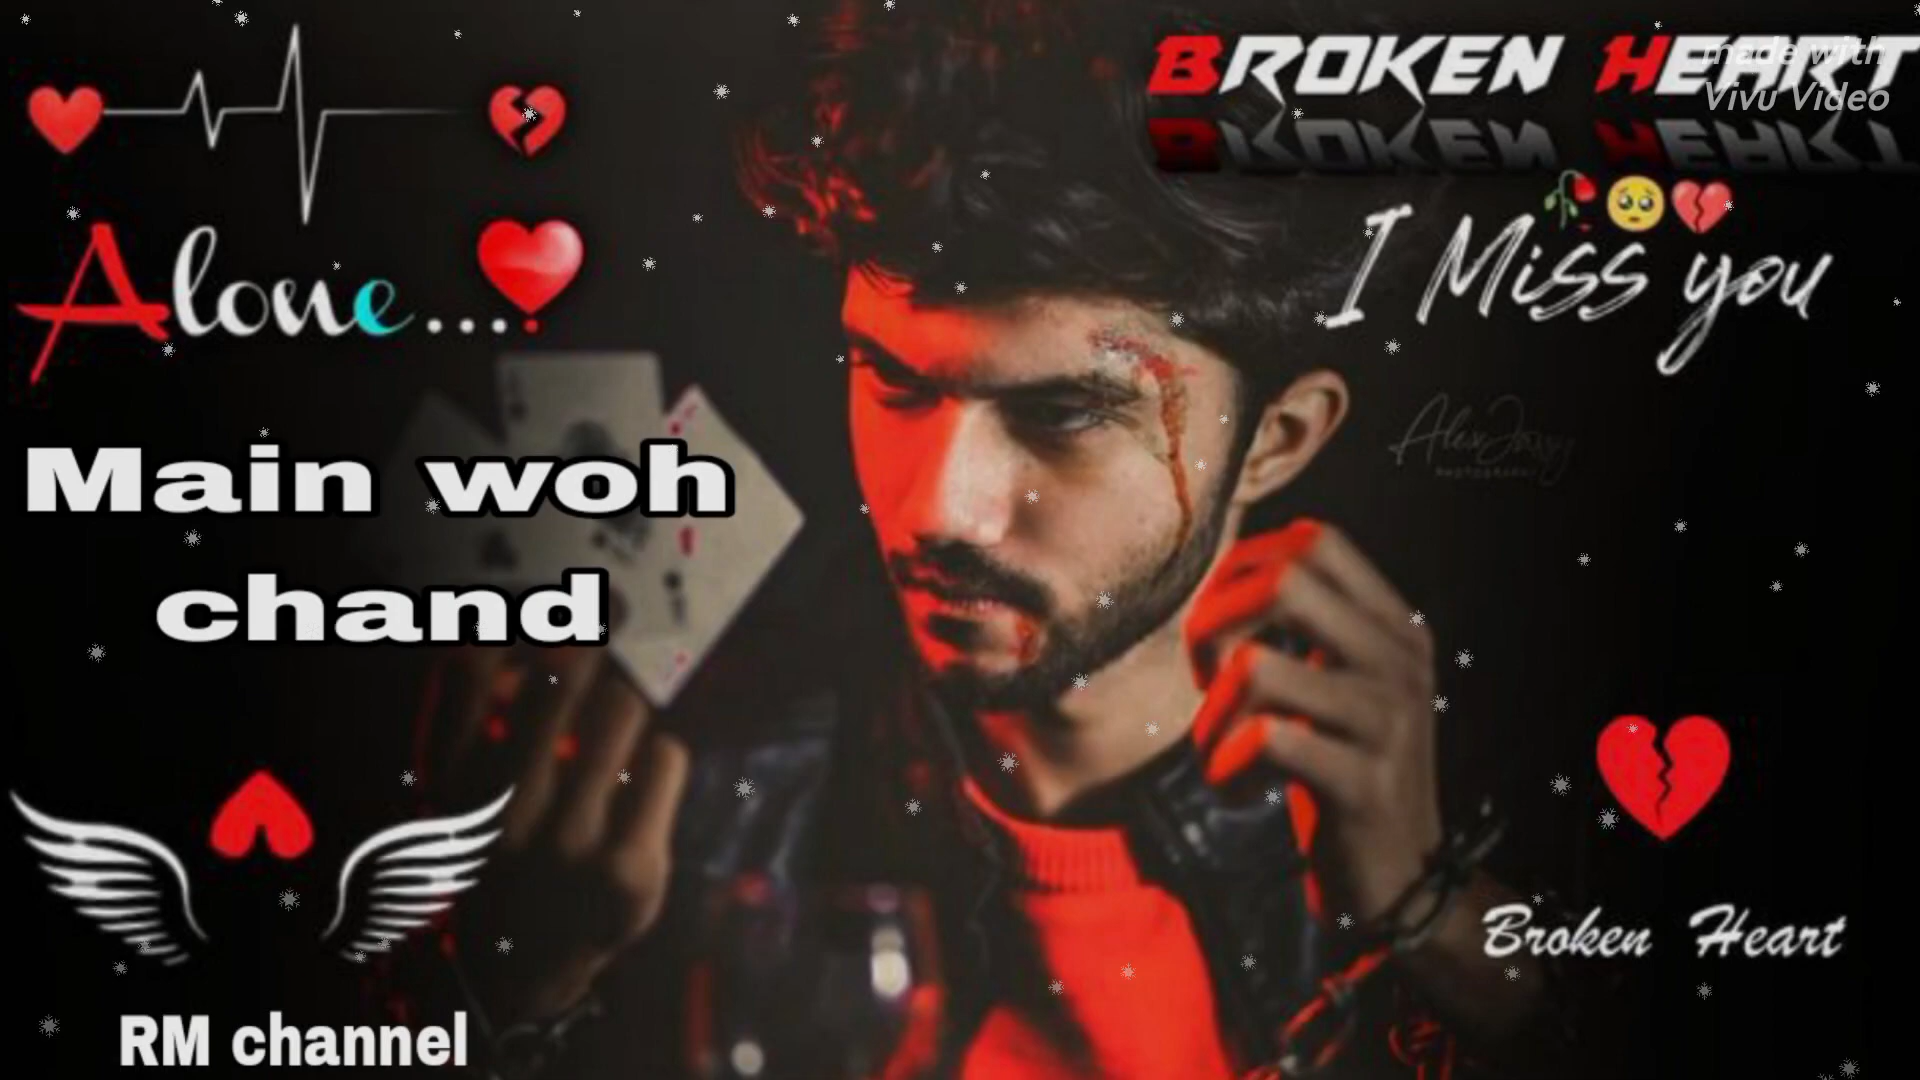 BROKEN HEART
made with
Vivu Video
I Miss you
Alone....
Main woh
chand
Broken Heart
RM channel